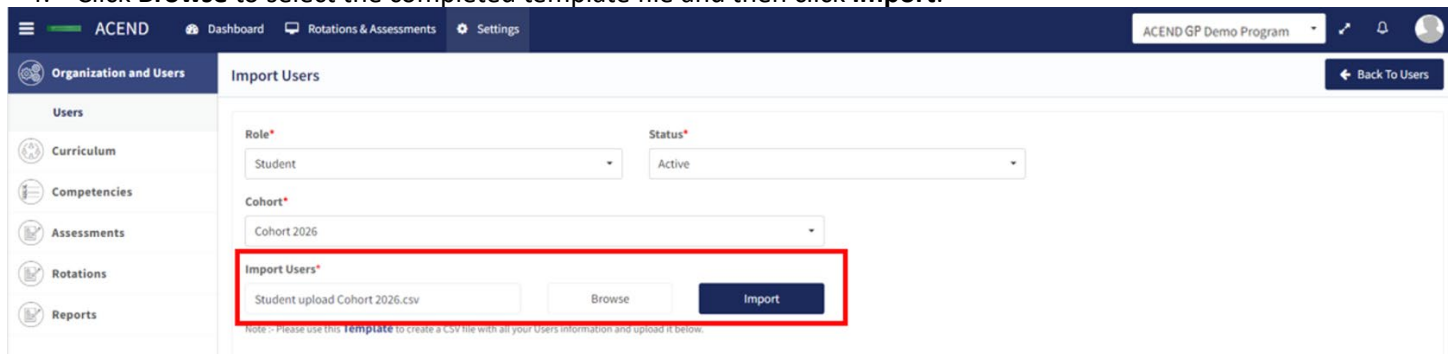 4. Click Browse to select the completed template file and then click Import.
ACEND Dashboard Rotations & Assessments Settings ACEND GP Demo Program
Organization and Users Import Users Back To Users
Users
Role* Status*
Curriculum
Student Active
Competencies
Cohort*
Assessments Cohort 2026
Rotations Import Users*
Student upload Cohort 2026.csv Browse Import
Reports
Note :- Please use this Template to create a CSV file with all your Users information and upload it below.